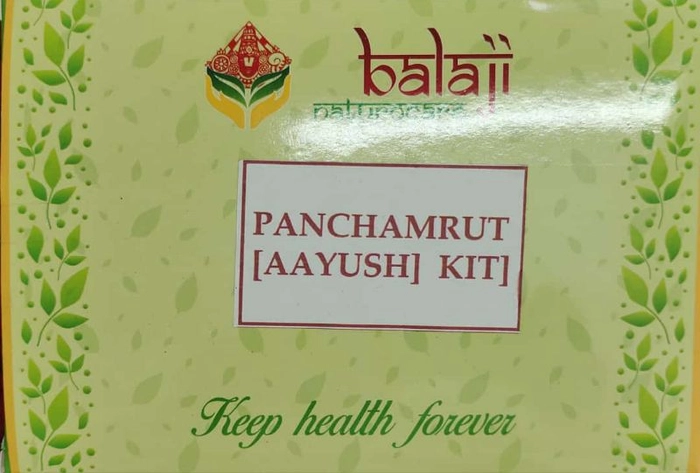 balaji
naturocare
PANCHAMRUT
[AAYUSH] KIT]
Keep health forever